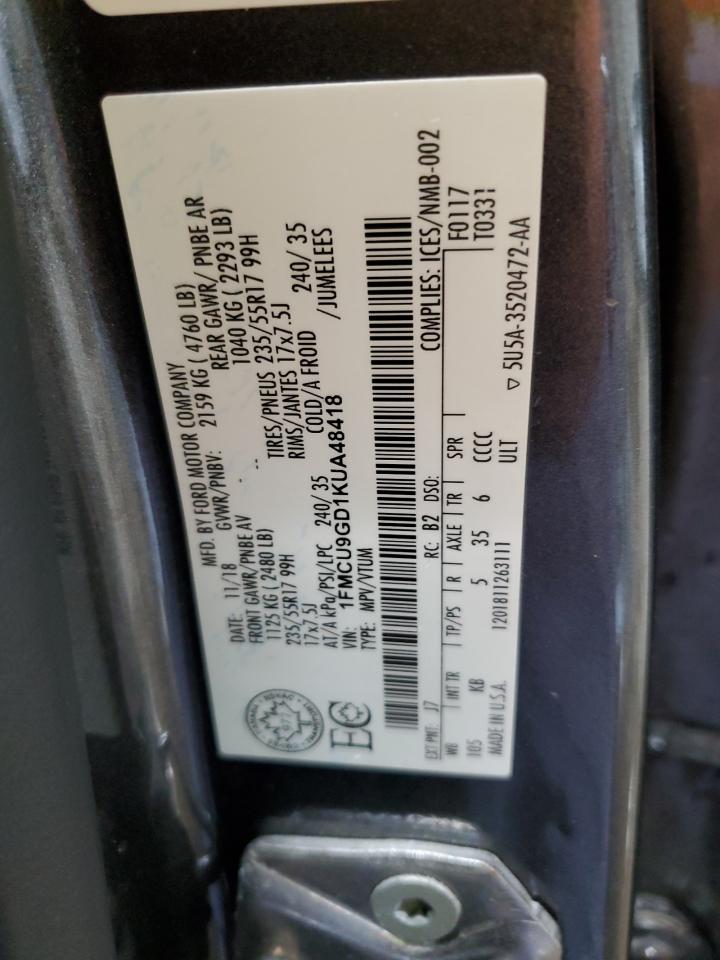 MFD. BY FORD MOTOR COMPANY
DATE: 11/18 GVWR/PNBV: 2159 KG ( 4760 LB)
FRONT GAWR/PNBE AV REAR GAWR/ PNBE AR
1125 KG ( 2480 LB) 1040 KG ( 2293 LB)
235/55R17 99H TIRES/PNEUS 235/55R17 99H
17x7.5J RIMS/JANTES 17x7.5J
AT/A kPa/PSI/LPC 240/35 COLD/A FROID 240/35
VIN: 1FMCU9GD1KUA48418 /JUMELEES
TYPE: MPV/VTUM
EC
EXT PNT: J7 RC: B2 DSO: COMPLIES: ICES/NMB-002
WB INT TR TP/PS R AXLE TR SPR F0117
105 KB 5 35 6 CCCC T0331
MADE IN U.S.A. 1201811263111 ULT
5U5A-3520472-AA